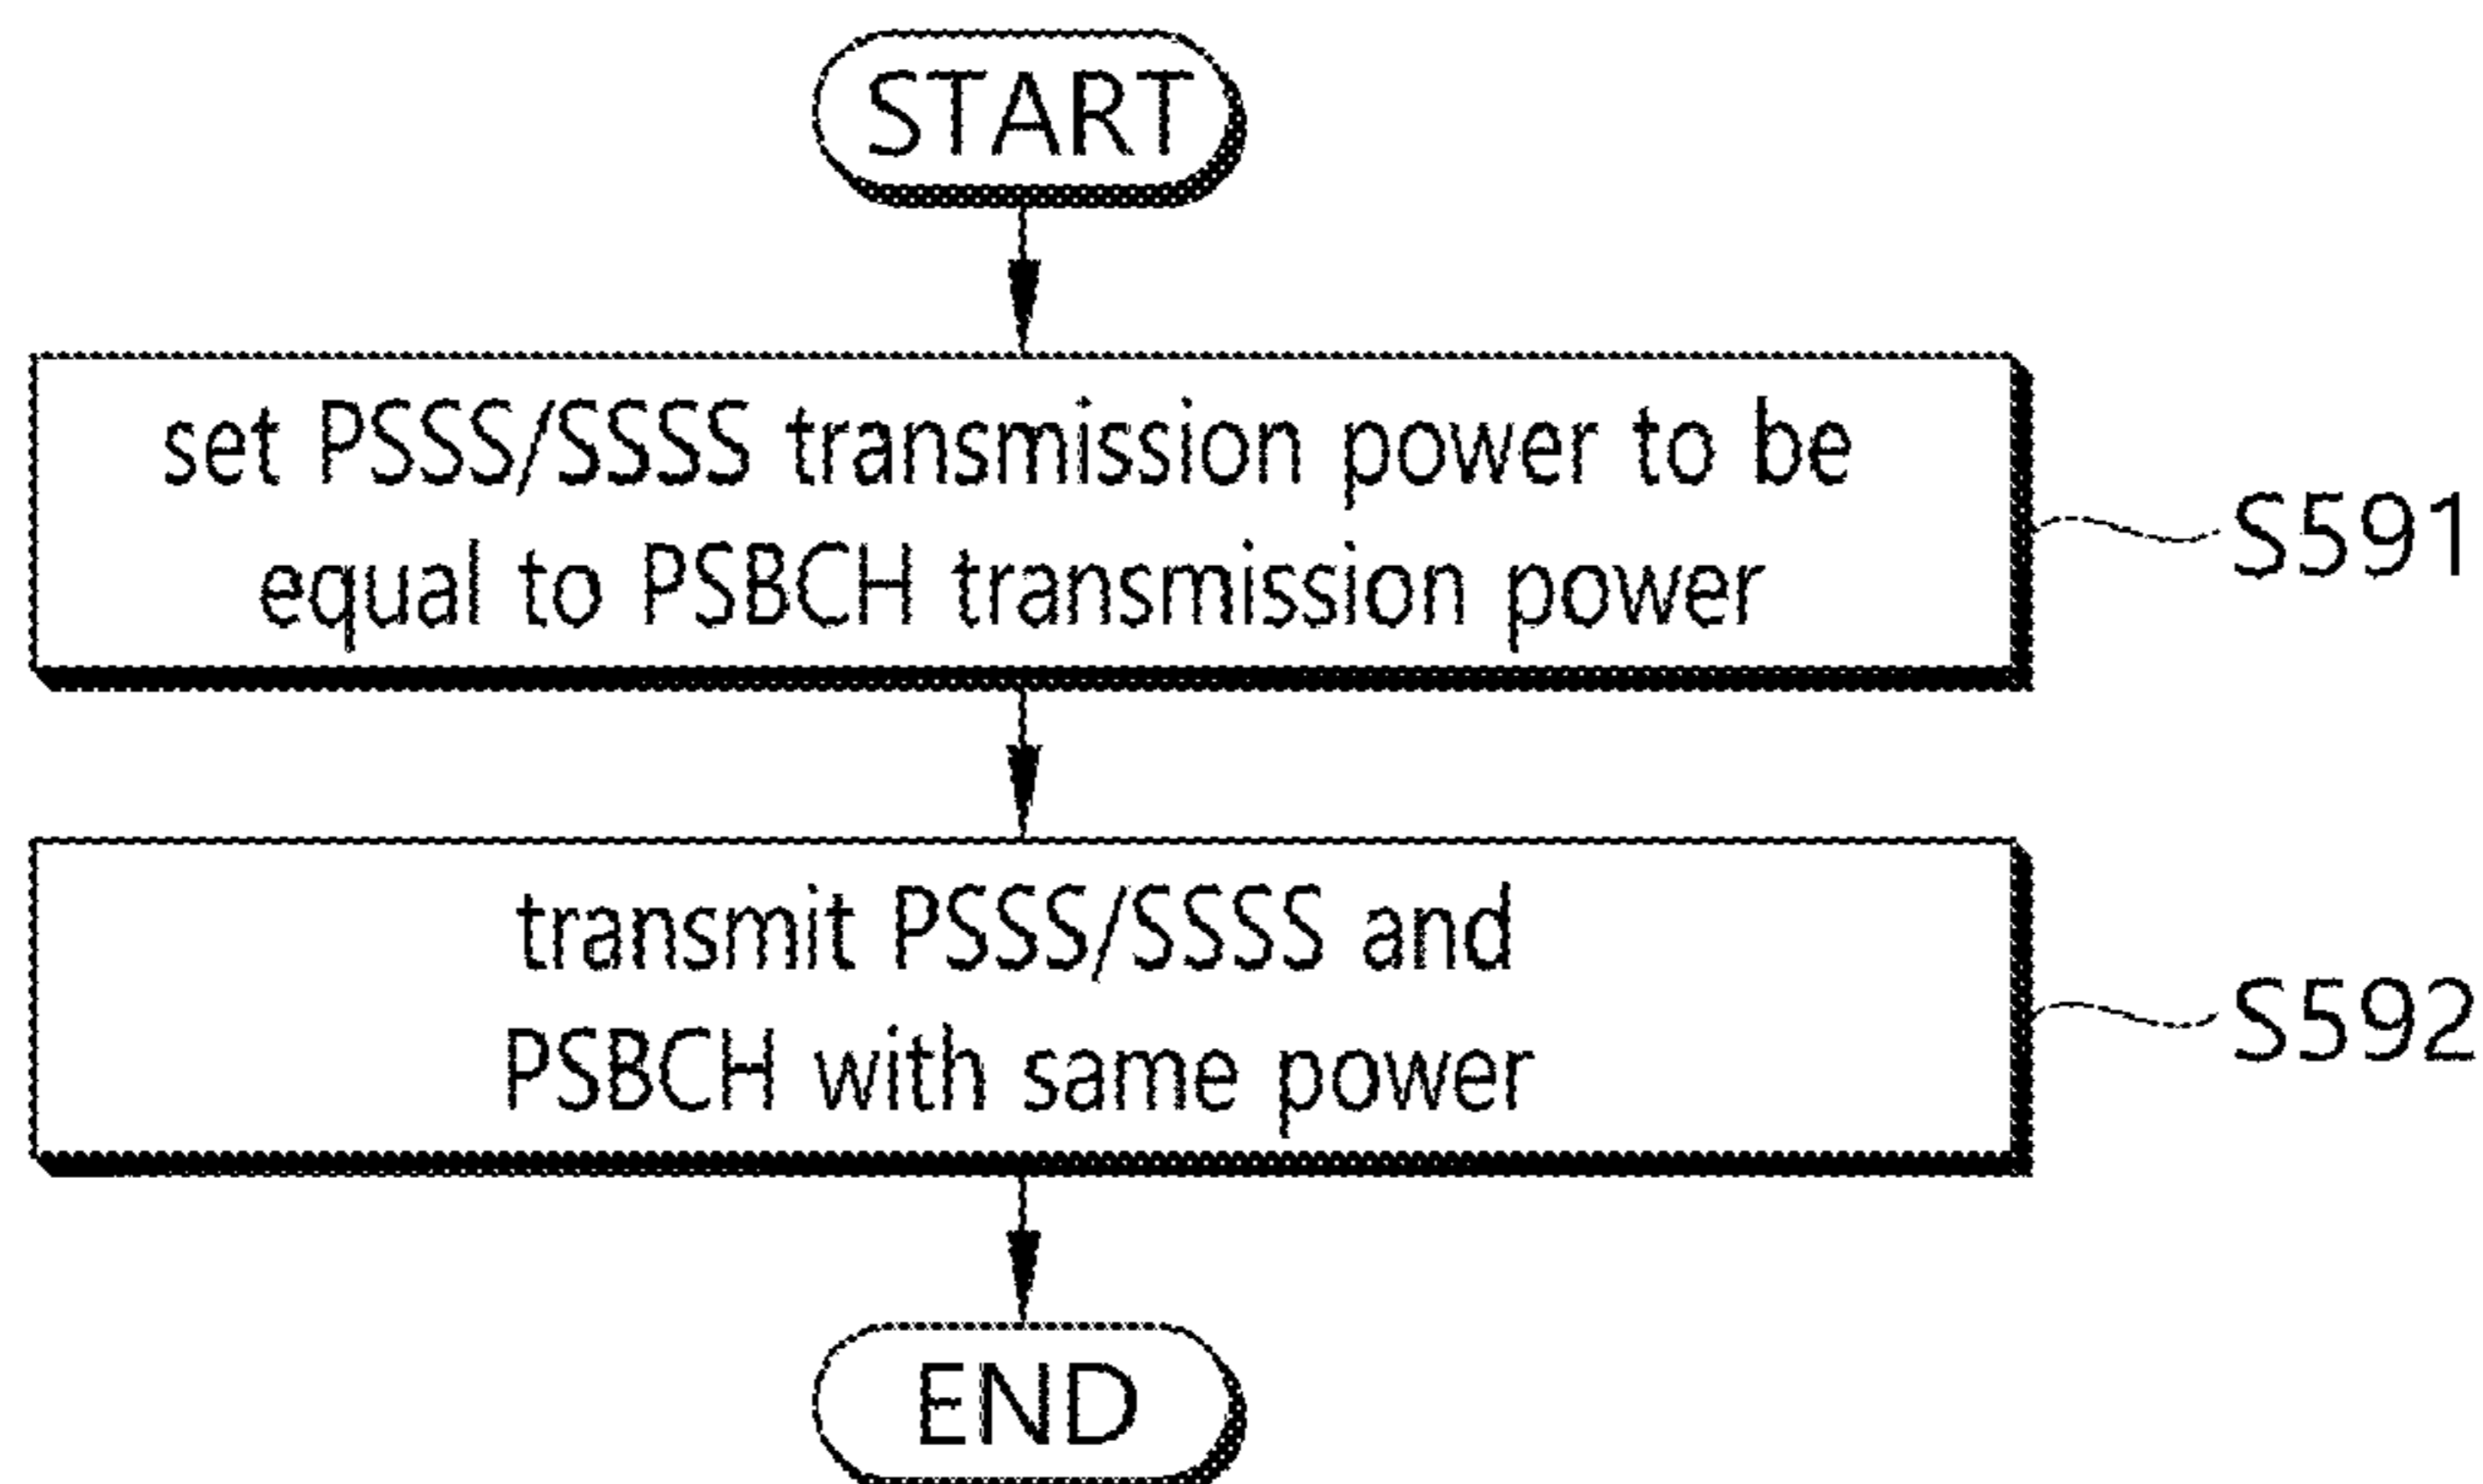 START
set PSSS/SSSS transmission power to be
equal to PSBCH transmission power
S591
transmit PSSS/SSSS and
PSBCH with same power
S592
END